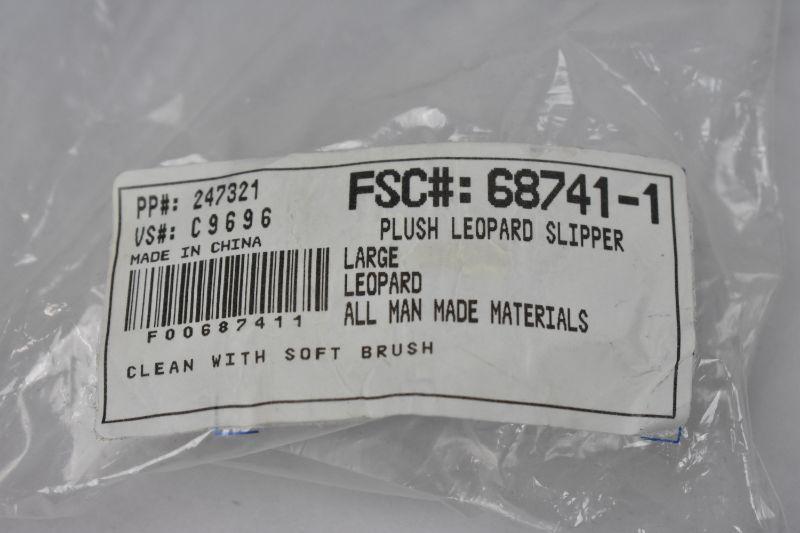 PP#: 247321
VS#: C9696
MADE IN CHINA
F00687411
FSC#: 68741-1
PLUSH LEOPARD SLIPPER
LARGE
LEOPARD
ALL MAN MADE MATERIALS
CLEAN WITH SOFT BRUSH